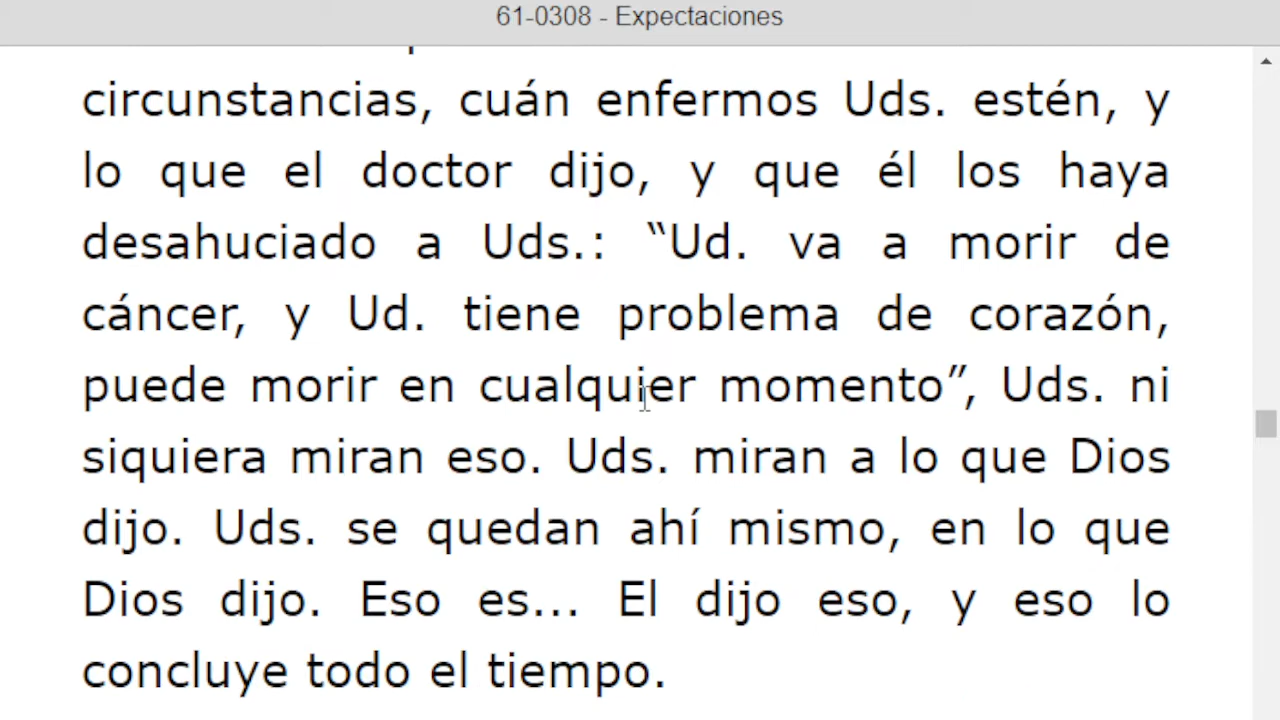 61-0308 - Expectaciones
circunstancias, cuán enfermos Uds. estén, y
lo que el doctor dijo, y que él los haya
desahuciado a Uds.: “Ud. va a morir de
cáncer, y Ud. tiene problema de corazón,
puede morir en cualquier momento”, Uds. ni
siquiera miran eso. Uds. miran a lo que Dios
dijo. Uds. se quedan ahí mismo, en lo que
Dios dijo. Eso es... El dijo eso, y eso lo
concluye todo el tiempo.